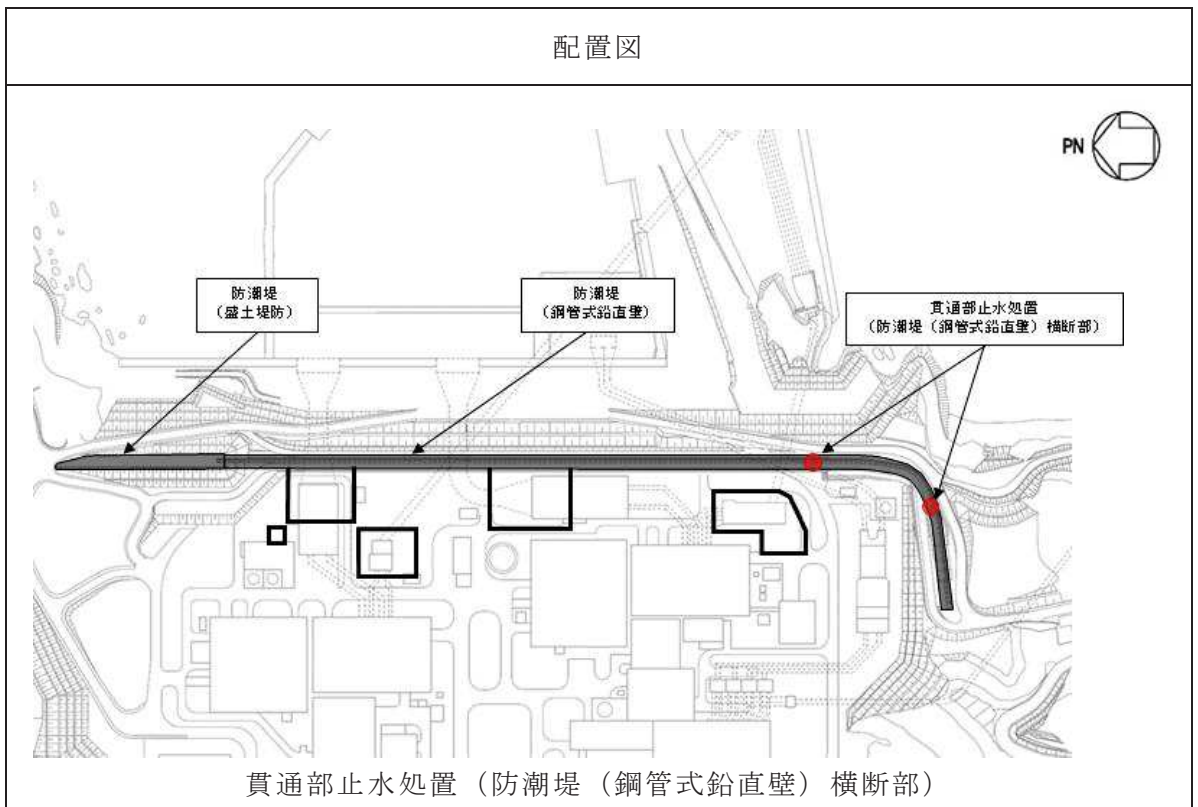 配置図
PN
防潮堤
（盛土堤防）
防潮堤
（鋼管式鉛直壁）
貫通部止水処置
（防潮堤（鋼管式鉛直壁）横断部）
貫通部止水処置（防潮堤（鋼管式鉛直壁）横断部）